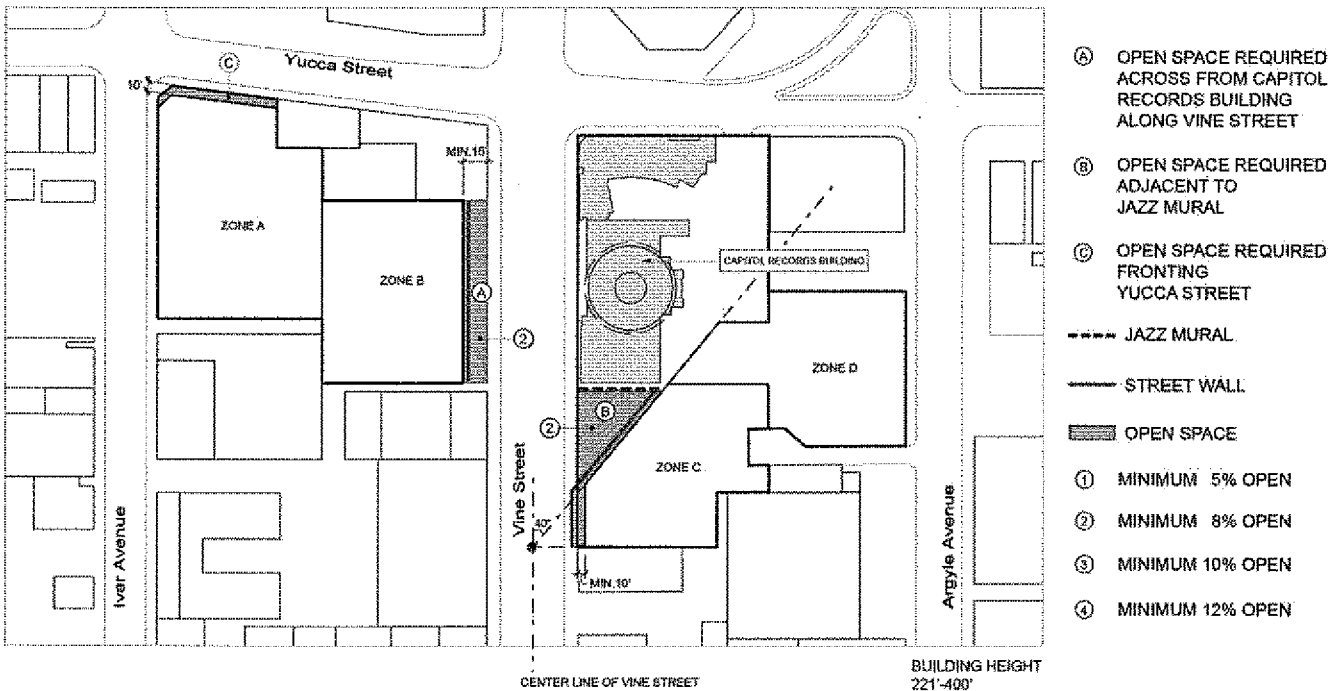 Yucca Street
C
10'
MIN.15'
ZONE A
ZONE B
A
2
CAPITOL RECORDS BUILDING
ZONE D
B
2
ZONE C
Vine Street
Ivar Avenue
Argyle Avenue
40'
MIN.10'
CENTER LINE OF VINE STREET
BUILDING HEIGHT
221'-400'
A OPEN SPACE REQUIRED
ACROSS FROM CAPITOL
RECORDS BUILDING
ALONG VINE STREET
B OPEN SPACE REQUIRED
ADJACENT TO
JAZZ MURAL
C OPEN SPACE REQUIRED
FRONTING
YUCCA STREET
JAZZ MURAL
STREET WALL
OPEN SPACE
1 MINIMUM 5% OPEN
2 MINIMUM 8% OPEN
3 MINIMUM 10% OPEN
4 MINIMUM 12% OPEN